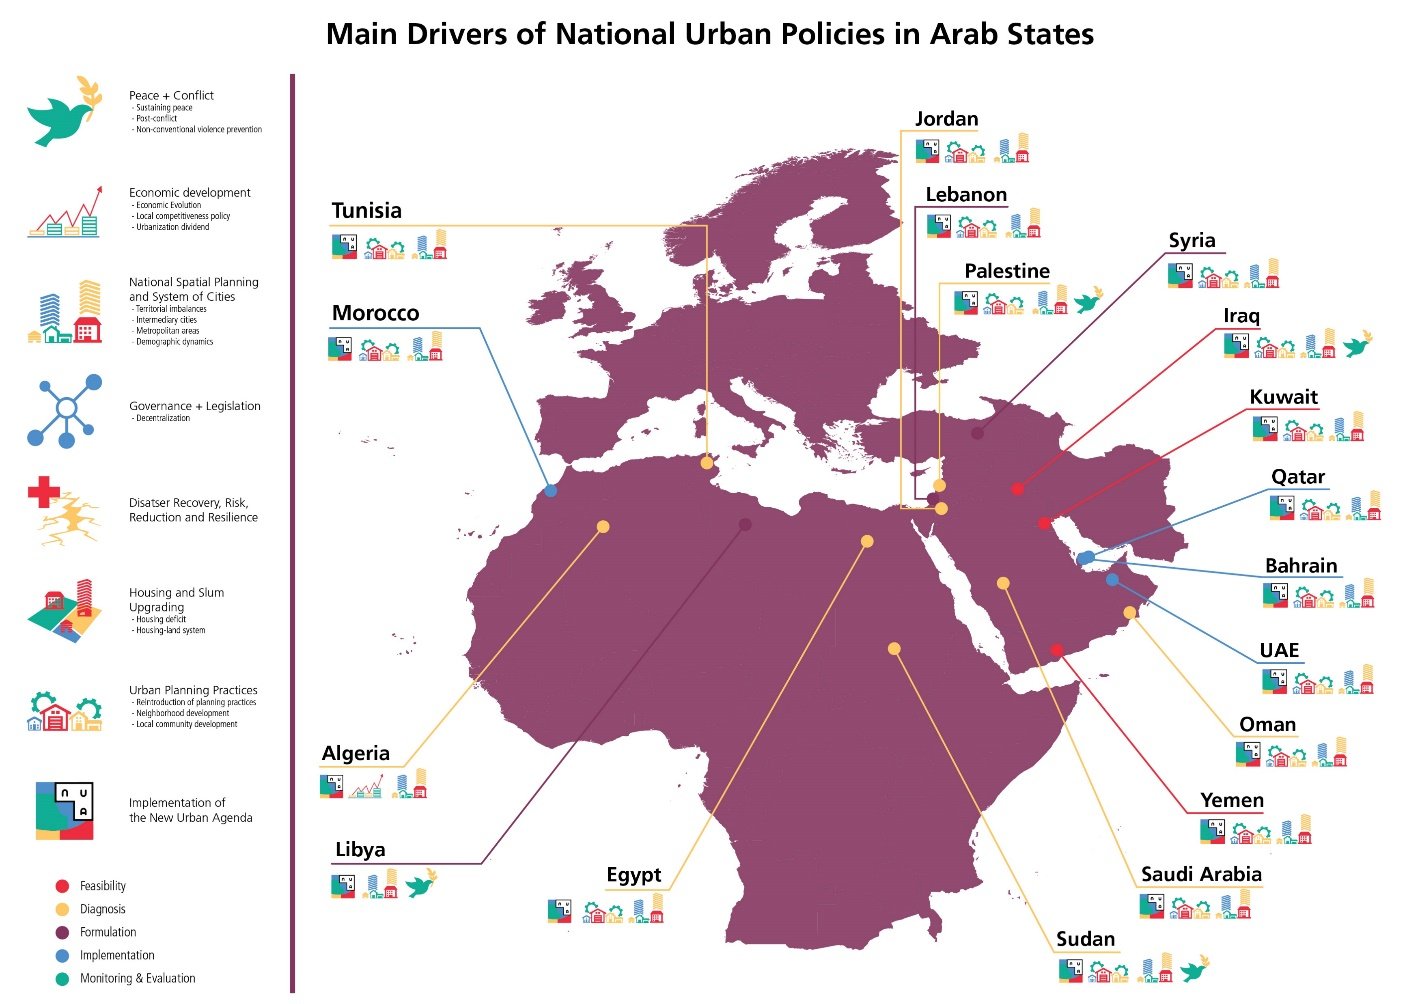 Main Drivers of National Urban Policies in Arab States
Peace + Conflict
- Sustaining peace
- Post-conflict
- Non-conventional violence prevention
Economic development
- Economic Evolution
- Local competitiveness policy
- Urbanization dividend
National Spatial Planning
and System of Cities
- Territorial imbalances
- Intermediary cities
- Metropolitan areas
- Demographic dynamics
Governance + Legislation
- Decentralization
Disatser Recovery, Risk,
Reduction and Resilience
Housing and Slum
Upgrading
- Housing deficit
- Housing-land system
Urban Planning Practices
- Reintroduction of planning practices
- Neighborhood development
- Local community development
NUA
Implementation of
the New Urban Agenda
Feasibility
Diagnosis
Formulation
Implementation
Monitoring & Evaluation
Jordan
Lebanon
Palestine
Tunisia
Morocco
Syria
Iraq
Kuwait
Qatar
Bahrain
UAE
Oman
Yemen
Saudi Arabia
Sudan
Algeria
Libya
Egypt